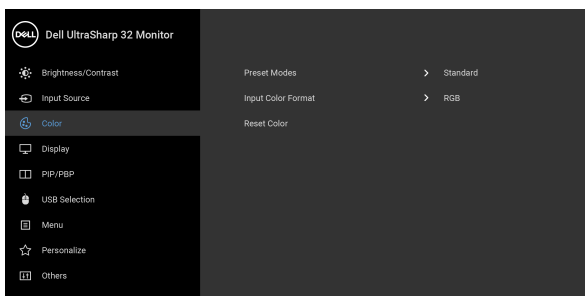 DELL Dell UltraSharp 32 Monitor
Brightness/Contrast
Input Source
Color
Display
PIP/PBP
USB Selection
Menu
Personalize
Others
Preset Modes > Standard
Input Color Format > RGB
Reset Color